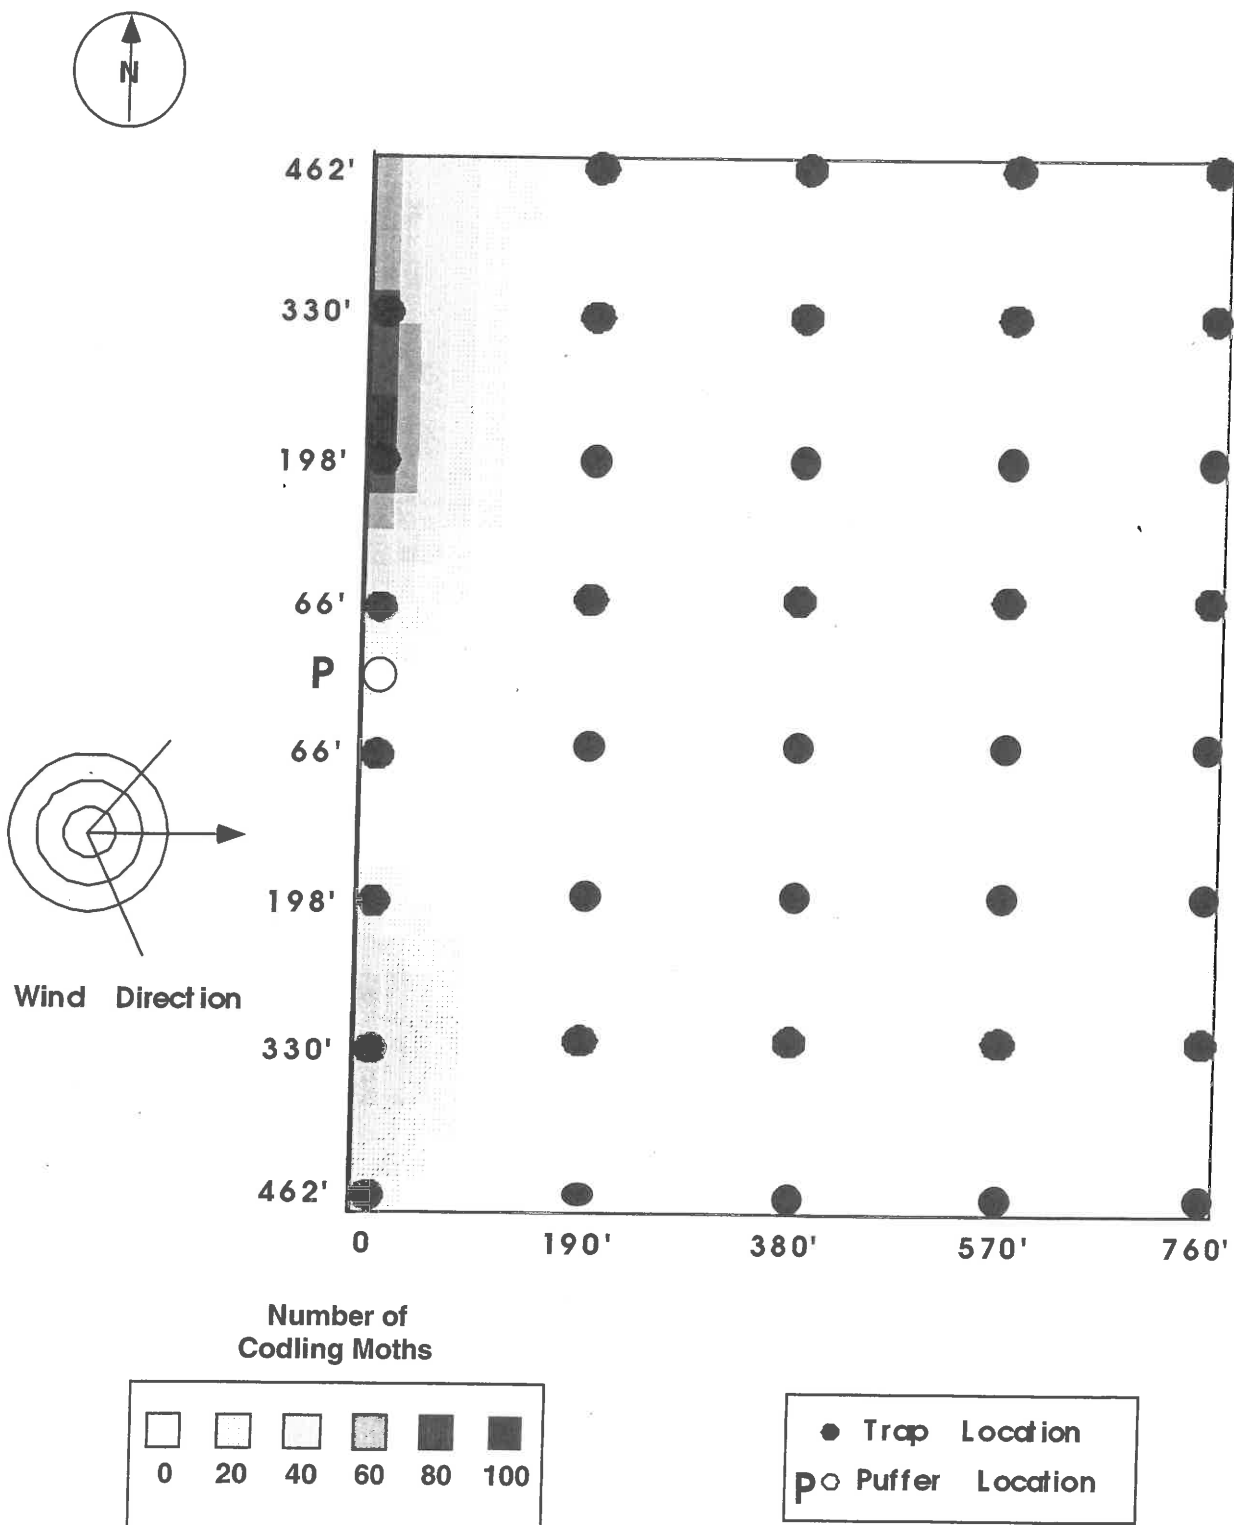 N
462'
330'
198'
66'
P
66'
198'
Wind Direction
330'
462'
0 190' 380' 570' 760'
Number of
Codling Moths
0 20 40 60 80 100
Trap Location
P Puffer Location